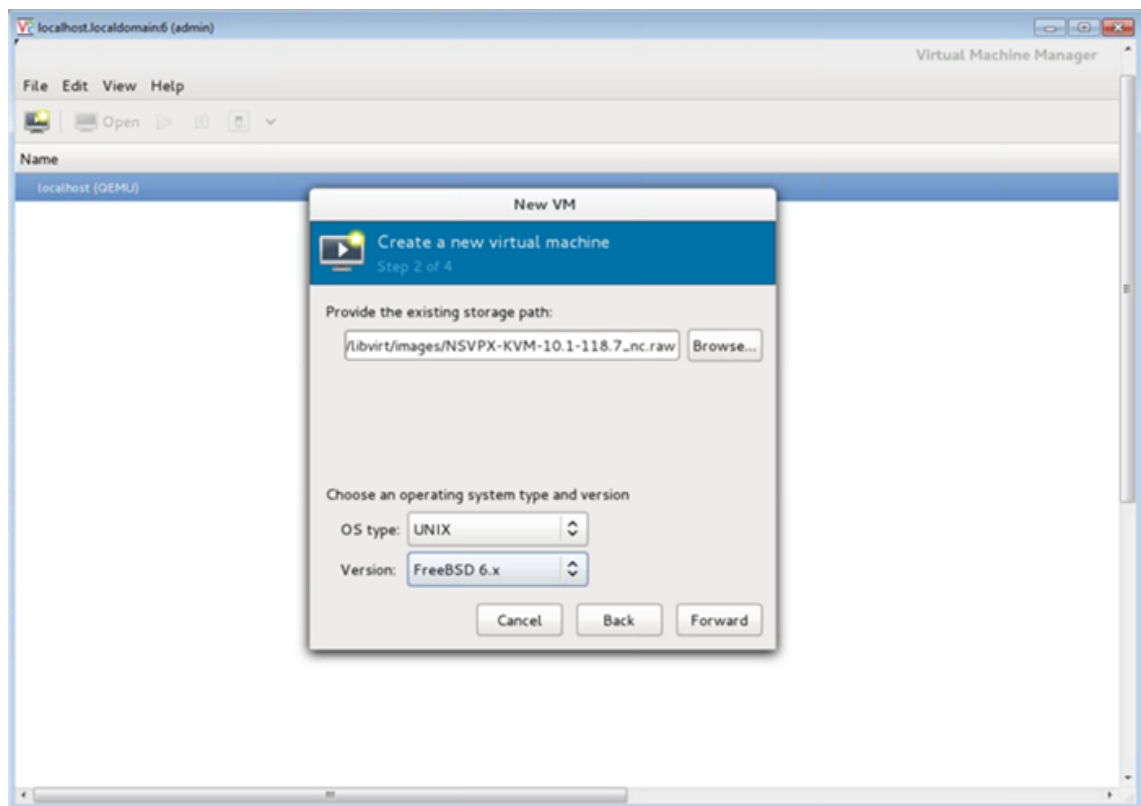 localhost.localdomain:6 (admin)
Virtual Machine Manager
File Edit View Help
Open
Name
localhost (QEMU)
New VM
Create a new virtual machine
Step 2 of 4
Provide the existing storage path:
/libvirt/images/NSVPX-KVM-10.1-118.7_nc.raw Browse...
Choose an operating system type and version
OS type: UNIX
Version: FreeBSD 6.x
Cancel Back Forward